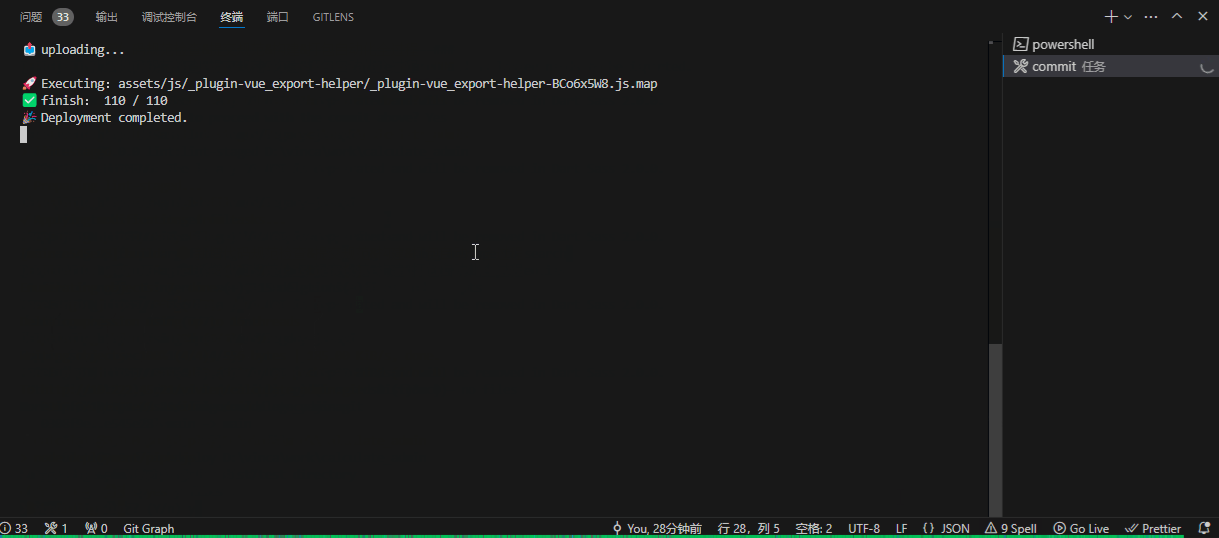 问题 33 输出 调试控制台 终端 端口 GITLENS
uploading...
Executing: assets/js/_plugin-vue_export-helper/_plugin-vue_export-helper-BCo6x5W8.js.map
finish: 110 / 110
Deployment completed.
powershell
commit 任务
33 1 0 Git Graph You, 28分钟前 行 28，列 5 空格: 2 UTF-8 LF {} JSON 9 Spell Go Live Prettier